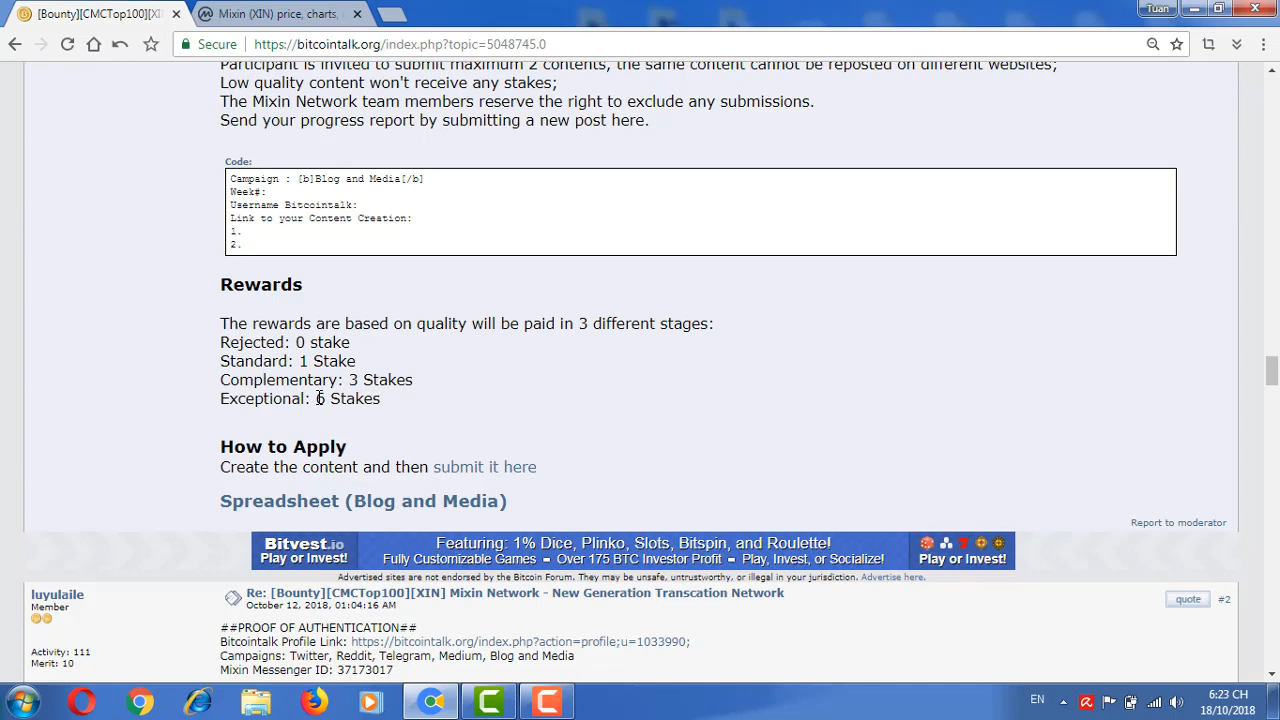 [Bounty][CMCTop100][XI
Mixin (XIN) price, charts,
Tuan
Secure
https://bitcointalk.org/index.php?topic=5048745.0
Participant is invited to submit maximum 2 contents, the same content cannot be reposted on different websites;
Low quality content won't receive any stakes;
The Mixin Network team members reserve the right to exclude any submissions.
Send your progress report by submitting a new post here.
Code:
Campaign : [b]Blog and Media[/b]
Week#:
Username Bitcointalk:
Link to your Content Creation:
1.
2.
Rewards
The rewards are based on quality will be paid in 3 different stages:
Rejected: 0 stake
Standard: 1 Stake
Complementary: 3 Stakes
Exceptional: 6 Stakes
How to Apply
Create the content and then submit it here
Spreadsheet (Blog and Media)
Report to moderator
Bitvest.io
Play or Invest!
Featuring: 1% Dice, Plinko, Slots, Bitspin, and Roulette!
Fully Customizable Games - Over 175 BTC Investor Profit - Play, Invest, or Socialize!
Play or Invest!
Advertised sites are not endorsed by the Bitcoin Forum. They may be unsafe, untrustworthy, or illegal in your jurisdiction. Advertise here.
luyulaile
Member
Activity: 111
Merit: 10
Re: [Bounty][CMCTop100][XIN] Mixin Network - New Generation Transcation Network
October 12, 2018, 01:04:16 AM
quote
#2
##PROOF OF AUTHENTICATION##
Bitcointalk Profile Link: https://bitcointalk.org/index.php?action=profile;u=1033990;
Campaigns: Twitter, Reddit, Telegram, Medium, Blog and Media
Mixin Messenger ID: 37173017
EN
6:23 CH
18/10/2018